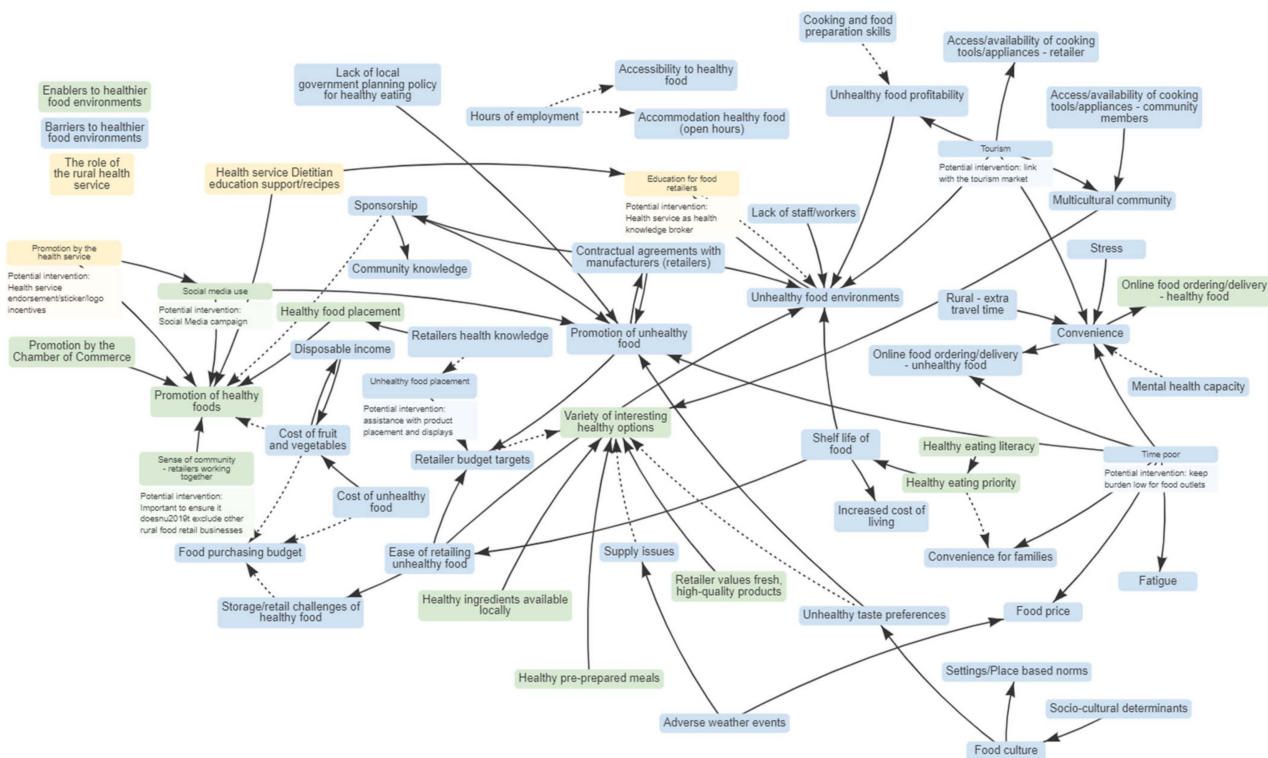 Cooking and food
preparation skills
Access/availability of cooking
tools/appliances - retailer
Lack of local
government planning policy
for healthy eating
Accessibility to healthy
food
Enablers to healthier
food environments
Unhealthy food profitability
Access/availability of cooking
tools/appliances - community
members
Hours of employment
Accommodation healthy food
(open hours)
Barriers to healthier
food environments
The role of
the rural health
service
Health service Dietitian
education support/recipes
Education for food
retailers
Potential intervention:
Health service as health
knowledge broker
Tourism
Potential intervention: link
with the tourism market
Multicultural community
Sponsorship
Lack of staff/workers
Promotion by the
health service
Potential intervention:
Health service
endorsement/sticker/logo
incentives
Community knowledge
Contractual agreements with
manufacturers (retailers)
Stress
Social media use
Potential intervention:
Social Media campaign
Unhealthy food environments
Online food ordering/delivery
- healthy food
Healthy food placement
Rural - extra
travel time
Retailers health knowledge
Promotion of unhealthy
food
Convenience
Promotion by the
Chamber of Commerce
Disposable income
Online food ordering/delivery
- unhealthy food
Unhealthy food placement
Potential intervention:
assistance with product
placement and displays
Mental health capacity
Promotion of healthy
foods
Variety of interesting
healthy options
Cost of fruit
and vegetables
Shelf life of
food
Healthy eating literacy
Sense of community
- retailers working
together
Potential intervention:
Important to ensure it
doesnu2019t exclude other
rural food retail businesses
Retailer budget targets
Time poor
Potential intervention: keep
burden low for food outlets
Healthy eating priority
Cost of unhealthy
food
Increased cost of
living
Food purchasing budget
Ease of retailing
unhealthy food
Supply issues
Convenience for families
Retailer values fresh,
high-quality products
Fatigue
Storage/retail challenges of
healthy food
Healthy ingredients available
locally
Unhealthy taste preferences
Food price
Healthy pre-prepared meals
Settings/Place based norms
Adverse weather events
Socio-cultural determinants
Food culture